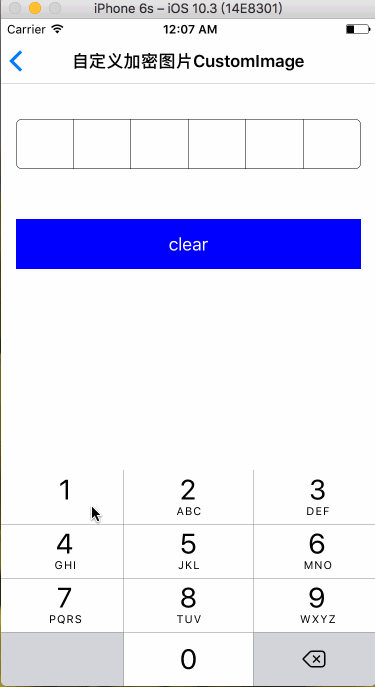 iPhone 6s – iOS 10.3 (14E8301)
Carrier 12:07 AM
自定义加密图片CustomImage
clear
1 2 3
ABC DEF
4 5 6
GHI JKL MNO
7 8 9
PQRS TUV WXYZ
0